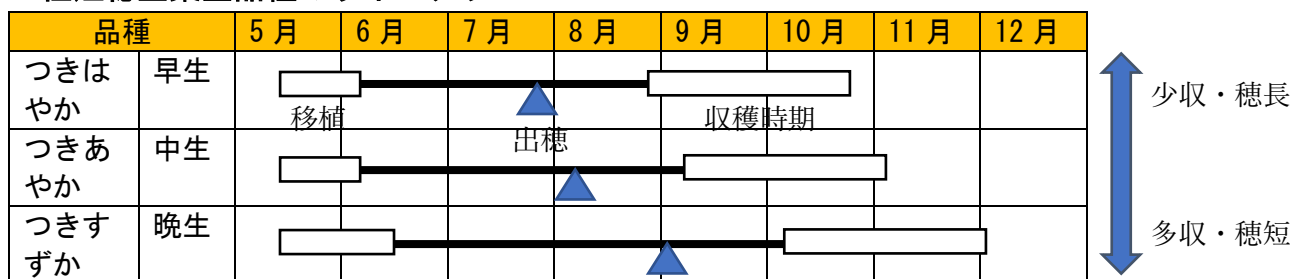 品種 5月 6月 7月 8月 9月 10月 11月 12月
つきは
やか
早生
移植
出穂
収穫時期
つきあ
やか
中生
つきす
ずか
晩生
少収・穂長
多収・穂短